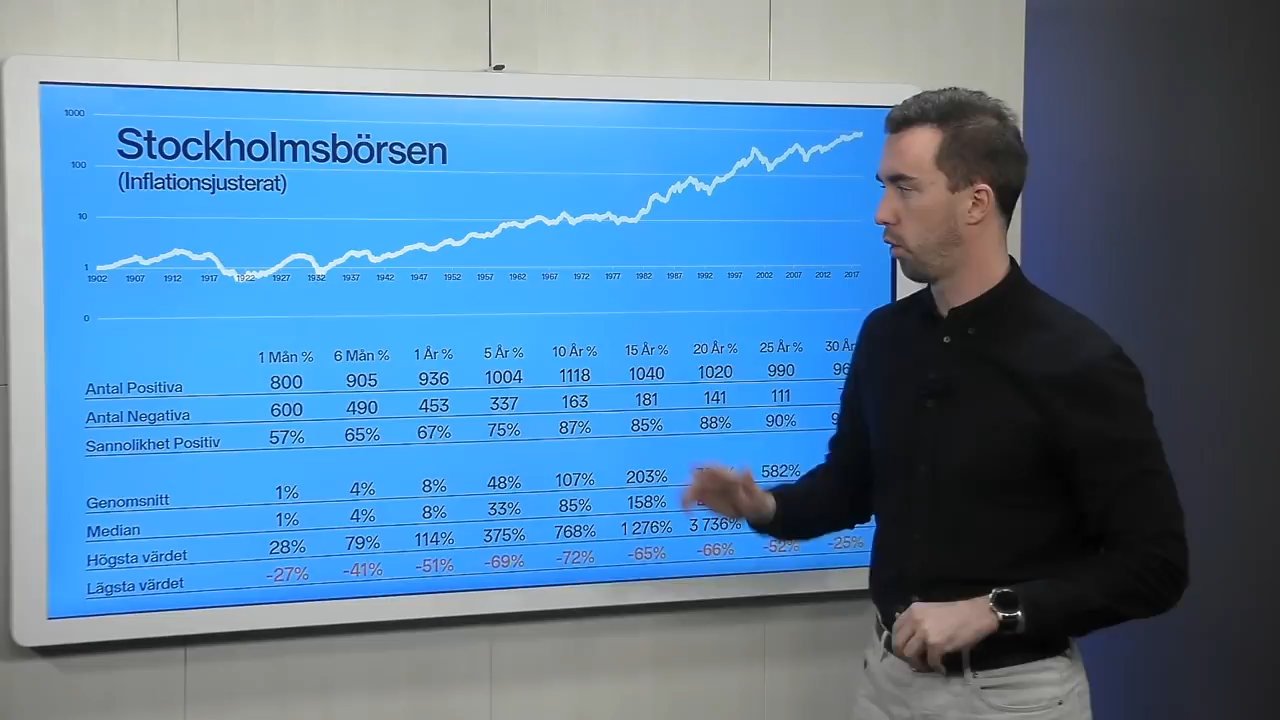 1000
Stockholmsbörsen
100
(Inflationsjusterat)
10
1
1902 1907 1912 1917 1922 1927 1932 1937 1942 1947 1952 1957 1962 1967 1972 1977 1982 1987 1992 1997 2002 2007 2012 2017
0
1 Mån % 6 Mån % 1 År % 5 År % 10 År % 15 År % 20 År % 25 År % 30 År
Antal Positiva 800 905 936 1004 1118 1040 1020 990
Antal Negativa 600 490 453 337 163 181 141 111
Sannolikhet Positiv 57% 65% 67% 75% 87% 85% 88% 90%
Genomsnitt 1% 4% 8% 48% 107% 203% 582%
Median 1% 4% 8% 33% 85% 158%
Högsta värdet 28% 79% 114% 375% 768% 1 276% 3 736%
Lägsta värdet -27% -41% -51% -69% -72% -65% -66% -52% -25%